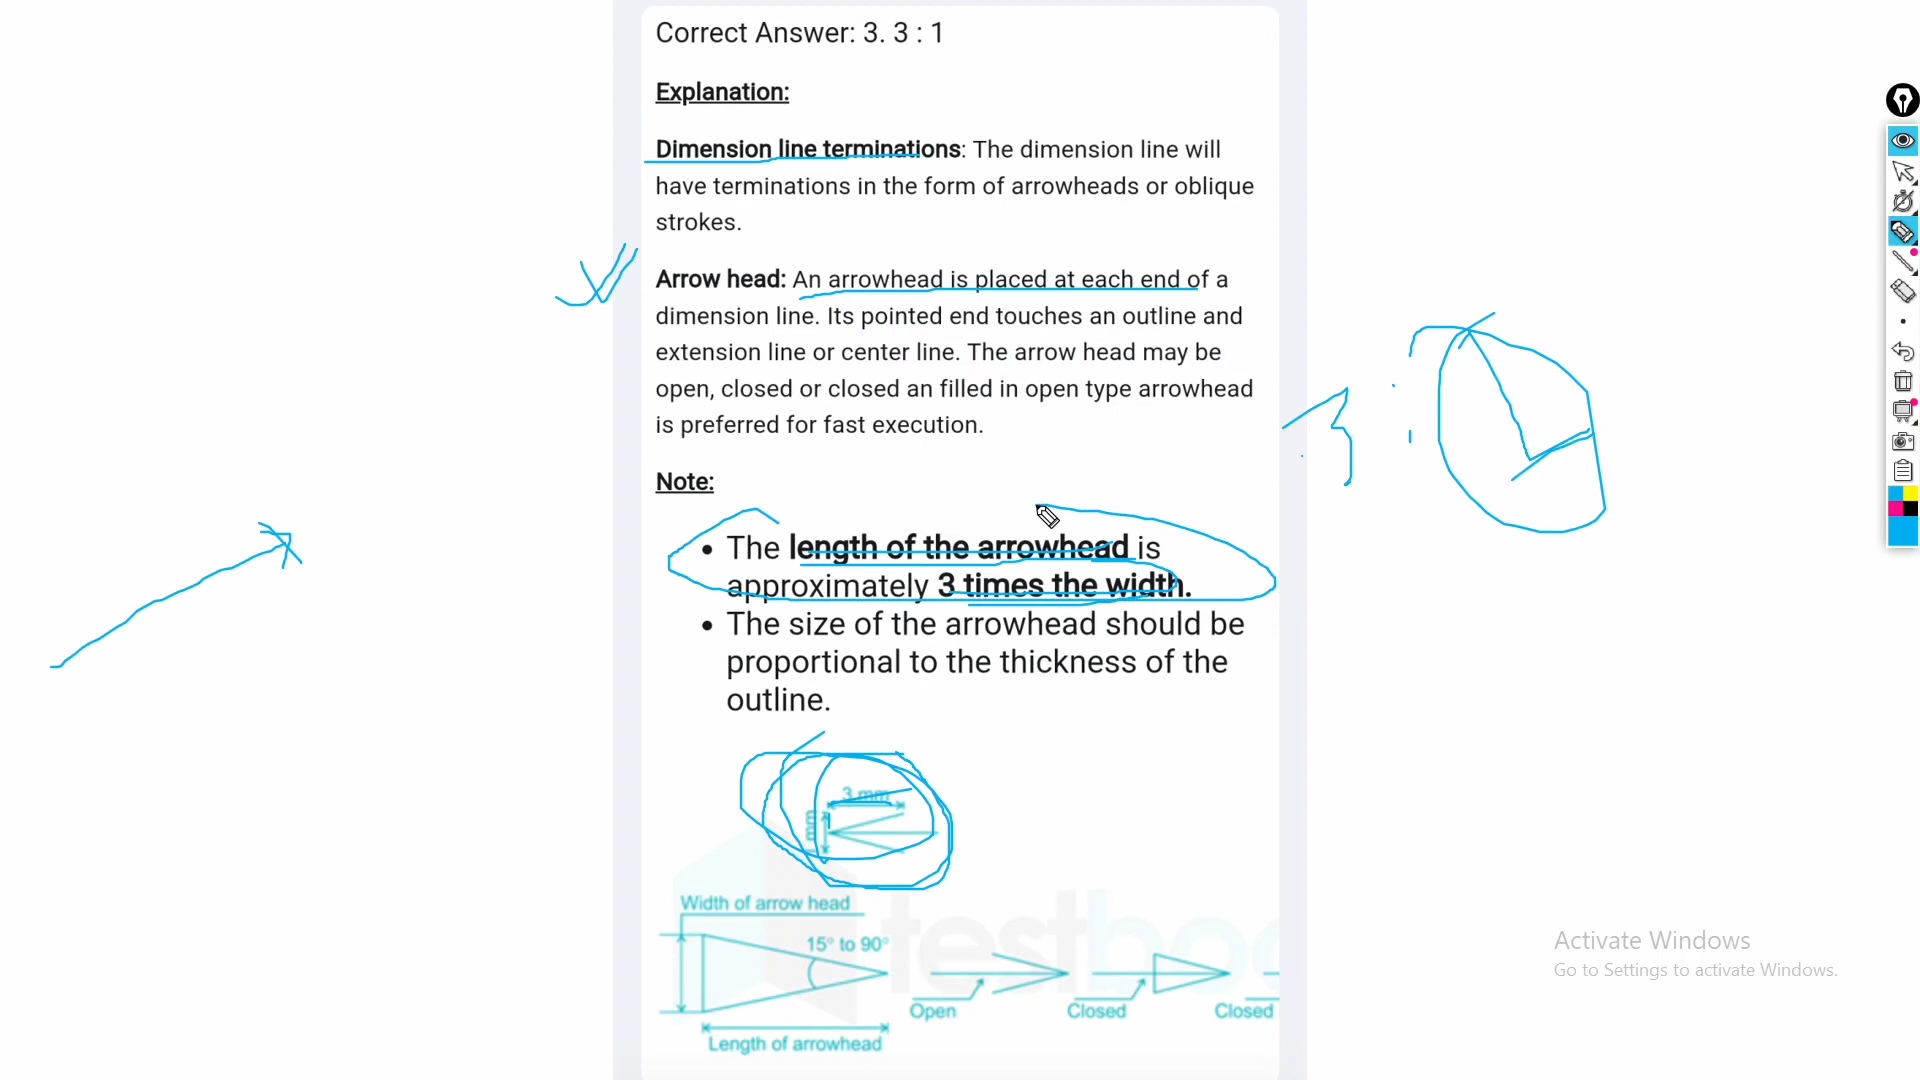 Correct Answer: 3. 3 : 1
Explanation:
Dimension line terminations: The dimension line will
have terminations in the form of arrowheads or oblique
strokes.
Arrow head: An arrowhead is placed at each end of a
dimension line. Its pointed end touches an outline and
extension line or center line. The arrow head may be
open, closed or closed an filled in open type arrowhead
is preferred for fast execution.
Note:
• The length of the arrowhead is
approximately 3 times the width.
• The size of the arrowhead should be
proportional to the thickness of the
outline.
3 mm
mm
Width of arrow head
15° to 90°
Open
Closed
Closed
Length of arrowhead
testboo
Activate Windows
Go to Settings to activate Windows.